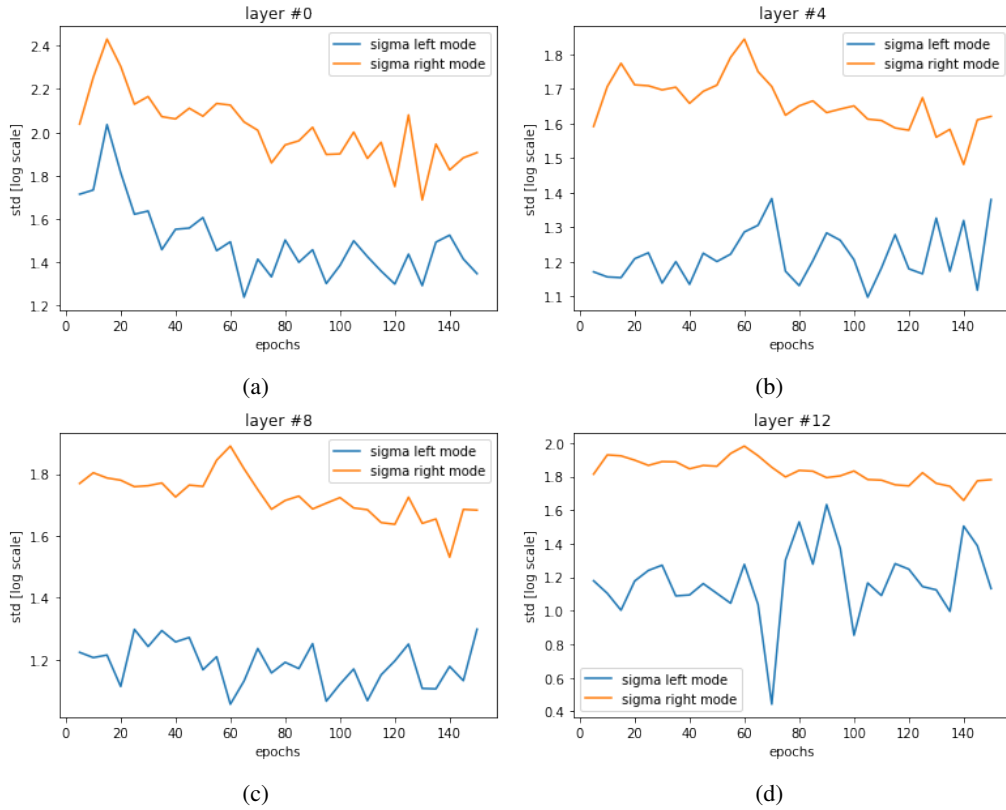 layer #0
2.4
2.2
2.0
1.8
1.6
1.4
1.2
std [log scale]
sigma left mode
sigma right mode
0 20 40 60 80 100 120 140
epochs
(a)
layer #4
1.8
1.7
1.6
1.5
1.4
1.3
1.2
1.1
std [log scale]
sigma left mode
sigma right mode
0 20 40 60 80 100 120 140
epochs
(b)
layer #8
1.8
1.6
1.4
1.2
std [log scale]
sigma left mode
sigma right mode
0 20 40 60 80 100 120 140
epochs
(c)
layer #12
2.0
1.8
1.6
1.4
1.2
1.0
0.8
0.6
0.4
std [log scale]
sigma left mode
sigma right mode
0 20 40 60 80 100 120 140
epochs
(d)